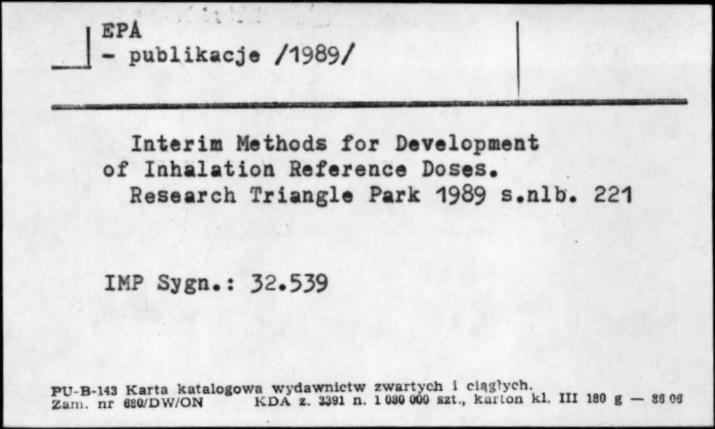 EPA
- publikacje /1989/
Interim Methods for Development
of Inhalation Reference Doses.
Research Triangle Park 1989 s.nlb. 221
IMP Sygn.: 32.539
PU-B-143 Karta katalogowa wydawnictw zwartych i ciągłych.
Zam. nr 680/DW/ON KDA z. 3391 n. 1 080 000 szt., karton kl. III 180 g — 86 06